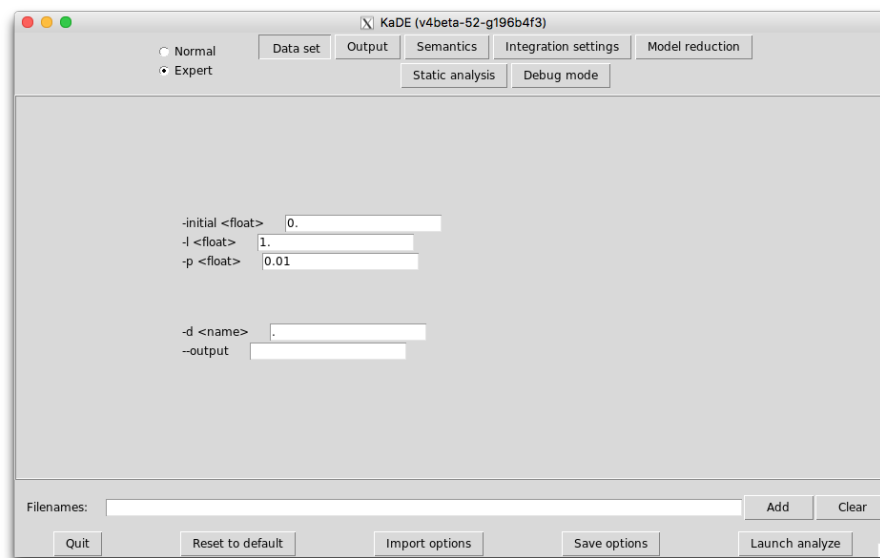 KaDE (v4beta-52-g196b4f3)
Normal
Expert
Data set Output Semantics Integration settings Model reduction
Static analysis Debug mode
-initial <float> 0.
-l <float> 1.
-p <float> 0.01
-d <name> .
--output
Filenames: Add Clear
Quit Reset to default Import options Save options Launch analyze